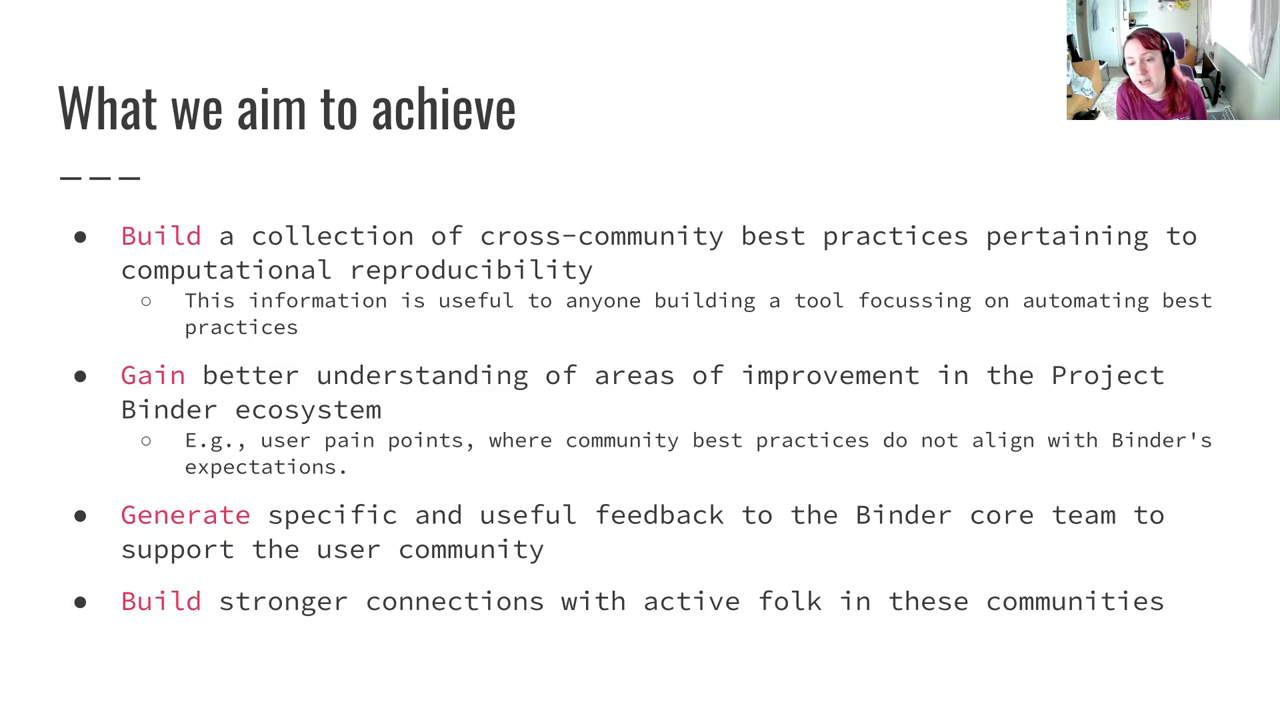 What we aim to achieve
● Build a collection of cross-community best practices pertaining to
computational reproducibility
○ This information is useful to anyone building a tool focussing on automating best
practices
● Gain better understanding of areas of improvement in the Project
Binder ecosystem
○ E.g., user pain points, where community best practices do not align with Binder's
expectations.
● Generate specific and useful feedback to the Binder core team to
support the user community
● Build stronger connections with active folk in these communities